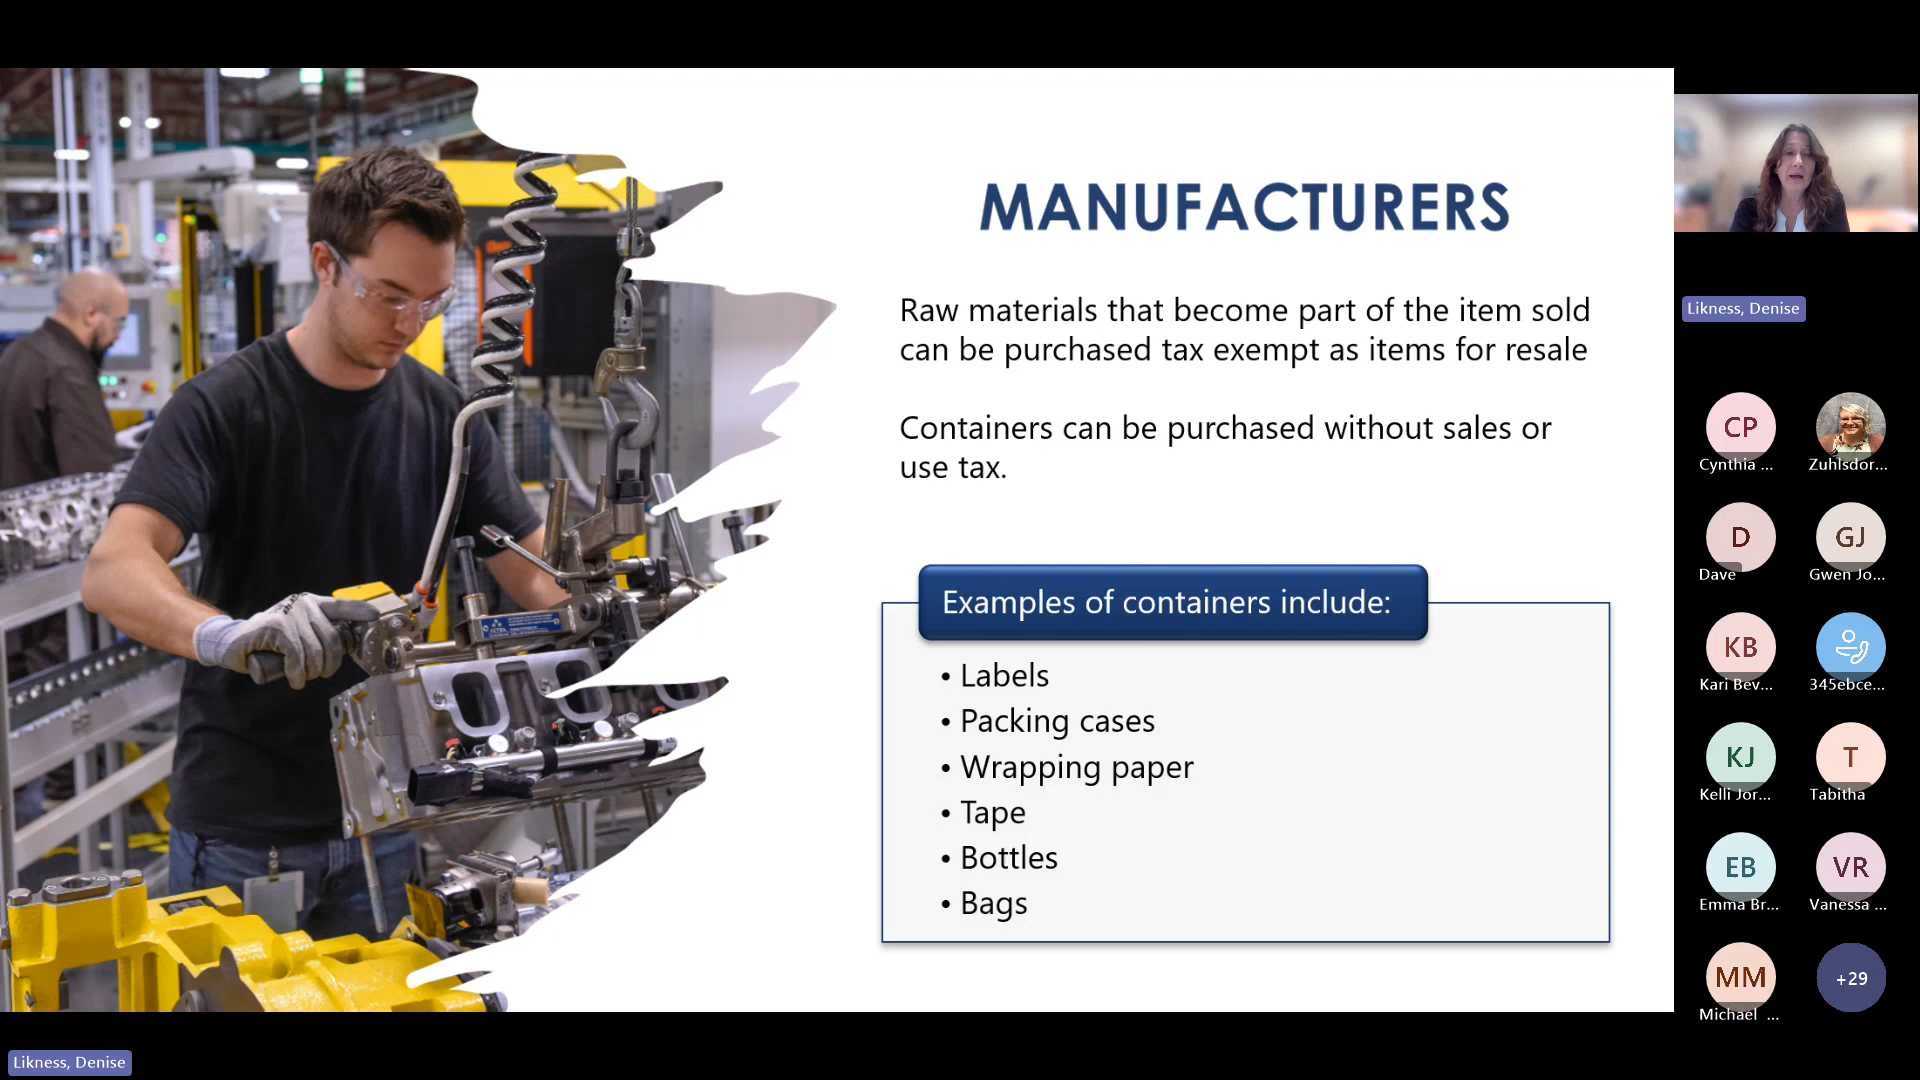 MANUFACTURERS
Raw materials that become part of the item sold
can be purchased tax exempt as items for resale
Containers can be purchased without sales or
use tax.
Examples of containers include:
• Labels
• Packing cases
• Wrapping paper
• Tape
• Bottles
• Bags
Likness, Denise
CP
Cynthia ...
Zuhlsdor...
D
Dave
GJ
Gwen Jo...
KB
Kari Bev...
345ebce...
KJ
Kelli Jor...
T
Tabitha
EB
Emma Br...
VR
Vanessa ...
MM
Michael ...
+29
Likness, Denise